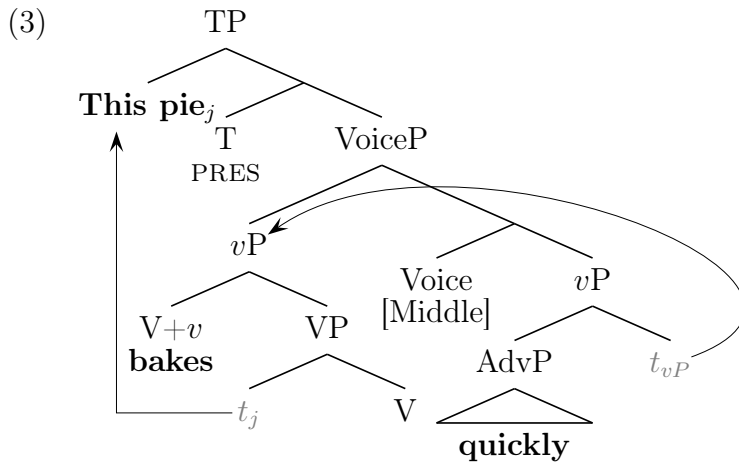 (3)
TP
This pie_j
T
PRES
VoiceP
vP
Voice
[Middle]
vP
V+v
bakes
VP
AdvP
t_vP
t_j
V
quickly